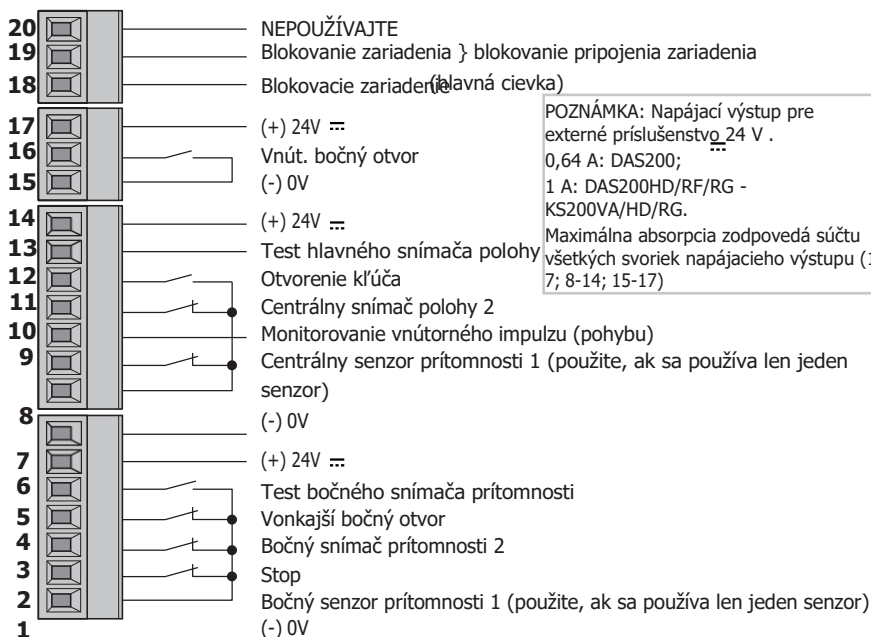 20 NEPOUŽÍVAJTE
19 Blokovanie zariadenia } blokovanie pripojenia zariadenia
18 Blokovacie zariadenie (hlavná cievka)
17 (+) 24V
16 Vnút. bočný otvor
15 (-) 0V
14 (+) 24V
13 Test hlavného snímača polohy
12 Otvorenie kľúča
11 Centrálny snímač polohy 2
10 Monitorovanie vnútorného impulzu (pohybu)
9 Centrálny senzor prítomnosti 1 (použite, ak sa používa len jeden
senzor)
8 (-) 0V
7 (+) 24V
6 Test bočného snímača prítomnosti
5 Vonkajší bočný otvor
4 Bočný snímač prítomnosti 2
3 Stop
2 Bočný senzor prítomnosti 1 (použite, ak sa používa len jeden senzor)
1 (-) 0V
POZNÁMKA: Napájací výstup pre
externé príslušenstvo 24 V .
0,64 A: DAS200;
1 A: DAS200HD/RF/RG -
KS200VA/HD/RG.
Maximálna absorpcia zodpovedá súčtu
všetkých svoriek napájacieho výstupu (1
7; 8-14; 15-17)